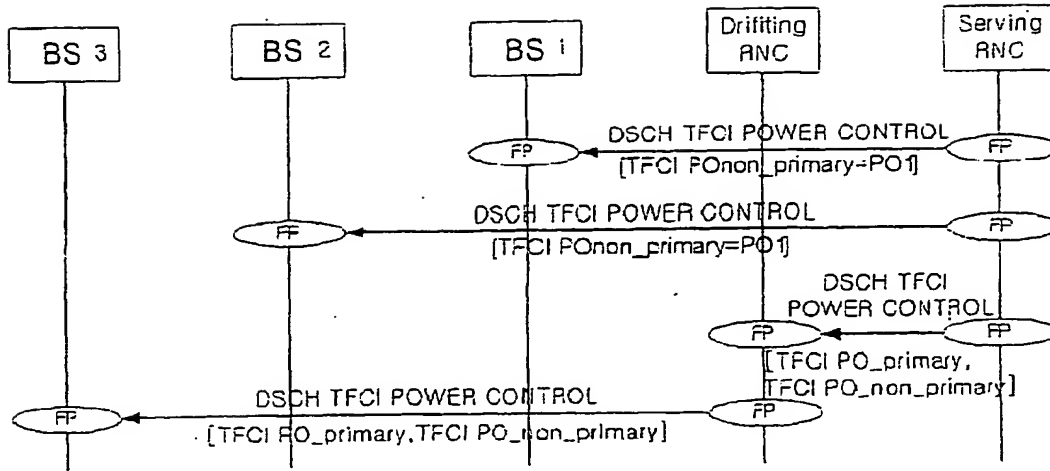 BS 3
BS 2
BS 1
Drifiting
RNC
Serving
RNC
DSCH TFCI POWER CONTROL
FP
FP
[TFCI POnon_primary=PO1]
DSCH TFCI POWER CONTROL
FP
FP
[TFCI POnon_primary=PO1]
DSCH TFCI
POWER CONTROL
FP
FP
[TFCI PO_primary,
TFCI PO_non_primary]
DSCH TFCI POWER CONTROL
FP
FP
[TFCI PO_primary,TFCI PO_non_primary]